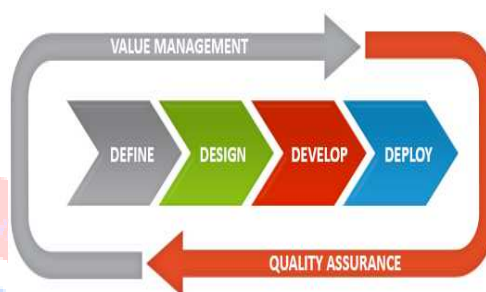 VALUE MANAGEMENT
DEFINE DESIGN DEVELOP DEPLOY
QUALITY ASSURANCE